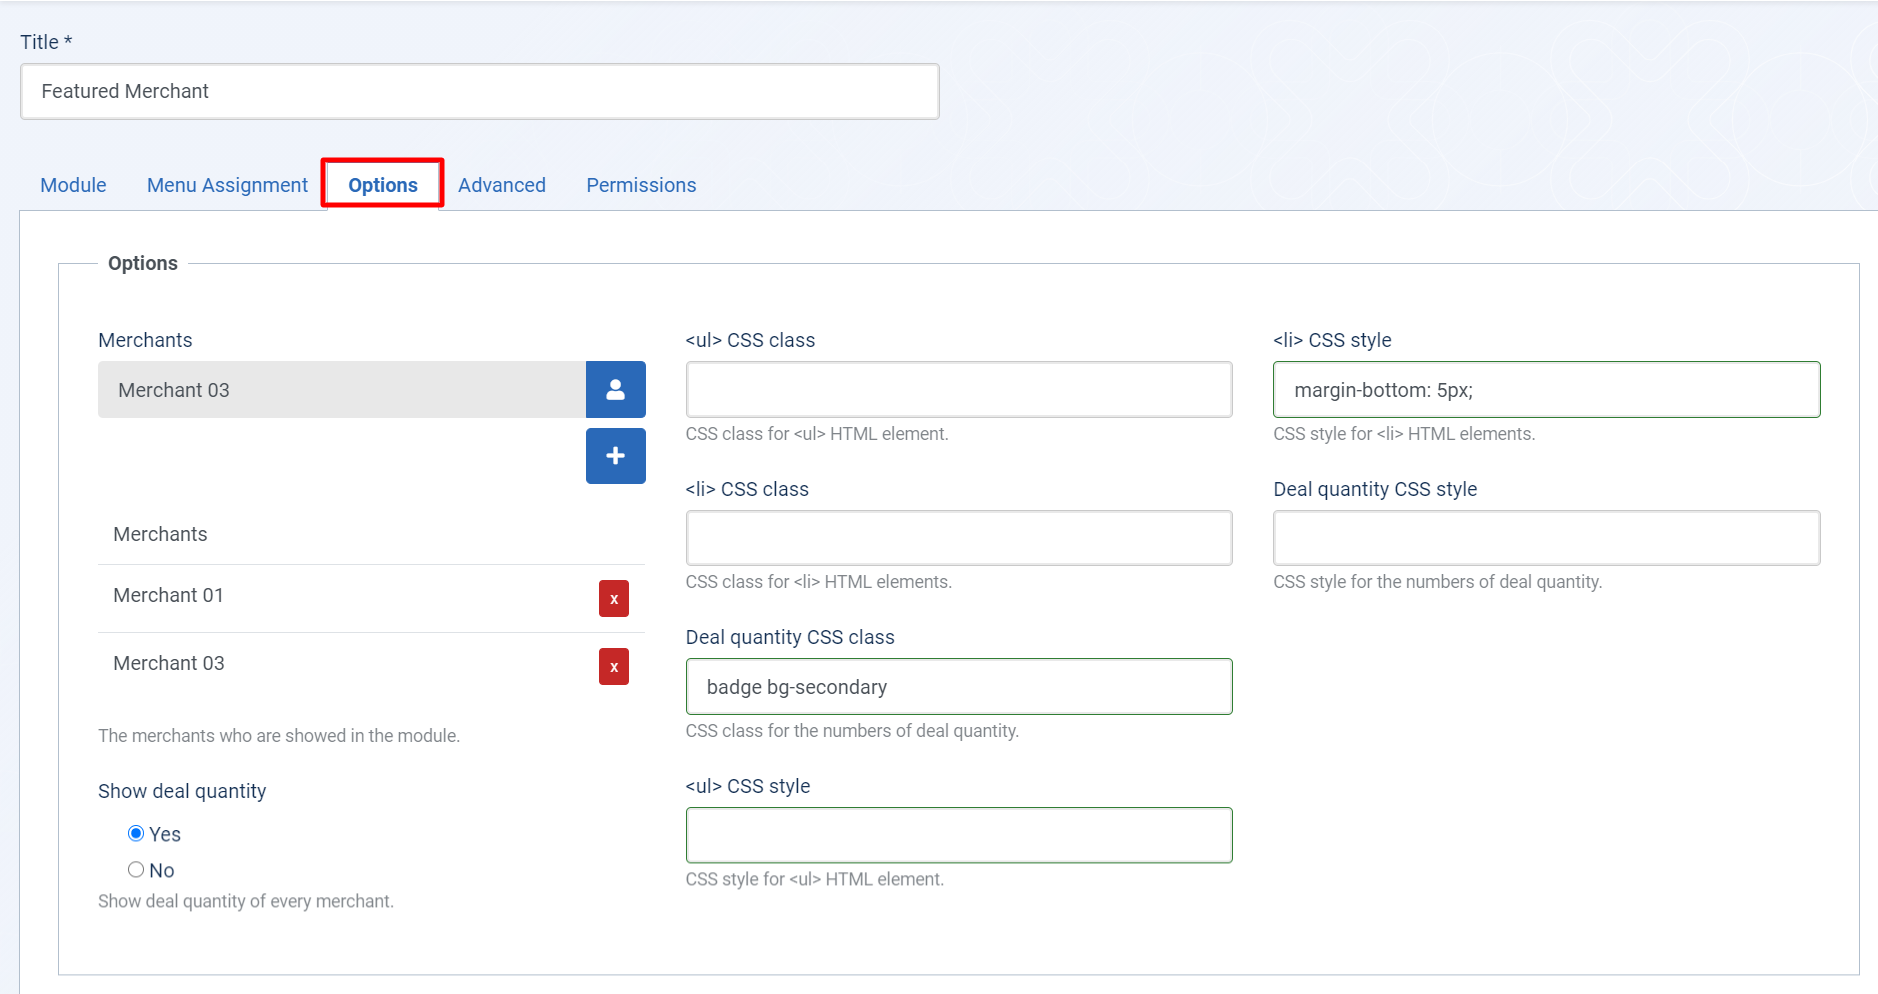 Title *
Featured Merchant
Module
Menu Assignment
Options
Advanced
Permissions
Options
Merchants
Merchant 03
Merchants
Merchant 01
x
Merchant 03
x
The merchants who are showed in the module.
Show deal quantity
Yes
No
Show deal quantity of every merchant.
<ul> CSS class
CSS class for <ul> HTML element.
<li> CSS class
CSS class for <li> HTML elements.
Deal quantity CSS class
badge bg-secondary
CSS class for the numbers of deal quantity.
<ul> CSS style
CSS style for <ul> HTML element.
<li> CSS style
margin-bottom: 5px;
CSS style for <li> HTML elements.
Deal quantity CSS style
CSS style for the numbers of deal quantity.